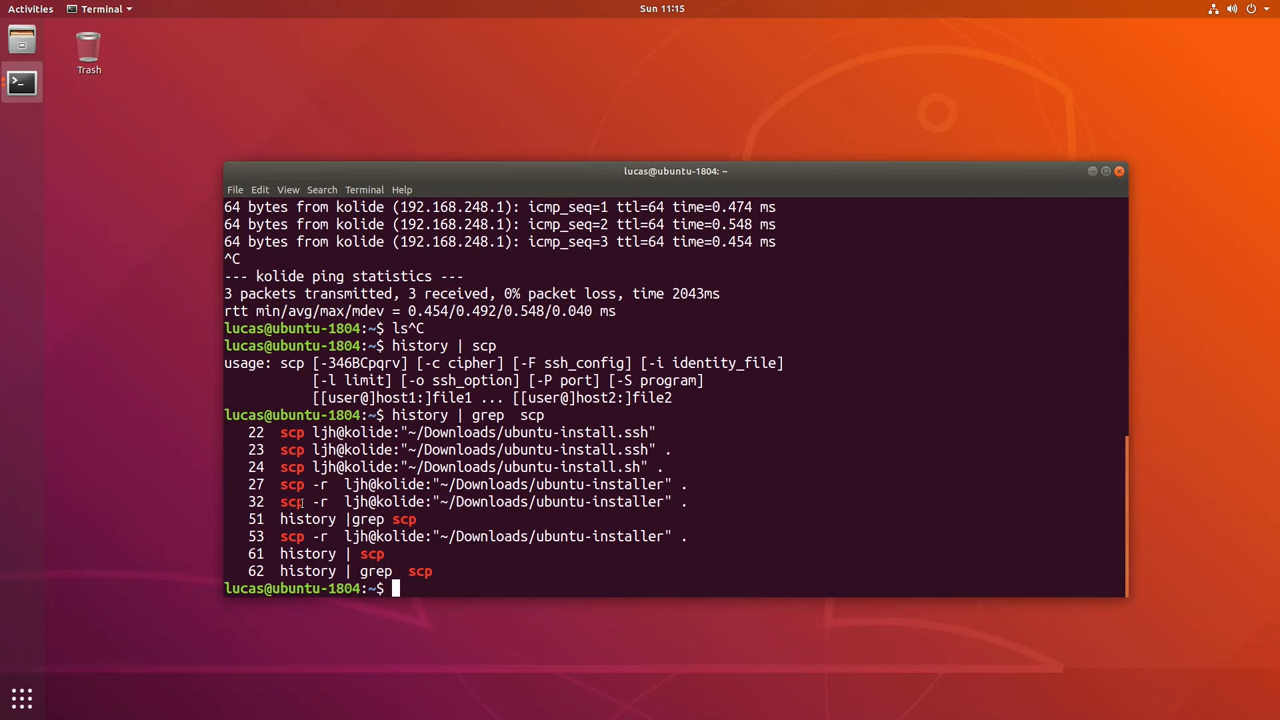 Activities Terminal Sun 11:15
Trash
lucas@ubuntu-1804: ~
File Edit View Search Terminal Help
64 bytes from kolide (192.168.248.1): icmp_seq=1 ttl=64 time=0.474 ms
64 bytes from kolide (192.168.248.1): icmp_seq=2 ttl=64 time=0.548 ms
64 bytes from kolide (192.168.248.1): icmp_seq=3 ttl=64 time=0.454 ms
^C
--- kolide ping statistics ---
3 packets transmitted, 3 received, 0% packet loss, time 2043ms
rtt min/avg/max/mdev = 0.454/0.492/0.548/0.040 ms
lucas@ubuntu-1804:~$ ls^C
lucas@ubuntu-1804:~$ history | scp
usage: scp [-346BCpqrv] [-c cipher] [-F ssh_config] [-i identity_file]
           [-l limit] [-o ssh_option] [-P port] [-S program]
           [[user@]host1:]file1 ... [[user@]host2:]file2
lucas@ubuntu-1804:~$ history | grep  scp
   22  scp ljh@kolide:"~/Downloads/ubuntu-install.ssh"
   23  scp ljh@kolide:"~/Downloads/ubuntu-install.ssh" .
   24  scp ljh@kolide:"~/Downloads/ubuntu-install.sh" .
   27  scp -r  ljh@kolide:"~/Downloads/ubuntu-installer" .
   32  scp -r  ljh@kolide:"~/Downloads/ubuntu-installer" .
   51  history |grep scp
   53  scp -r  ljh@kolide:"~/Downloads/ubuntu-installer" .
   61  history | scp
   62  history | grep  scp
lucas@ubuntu-1804:~$